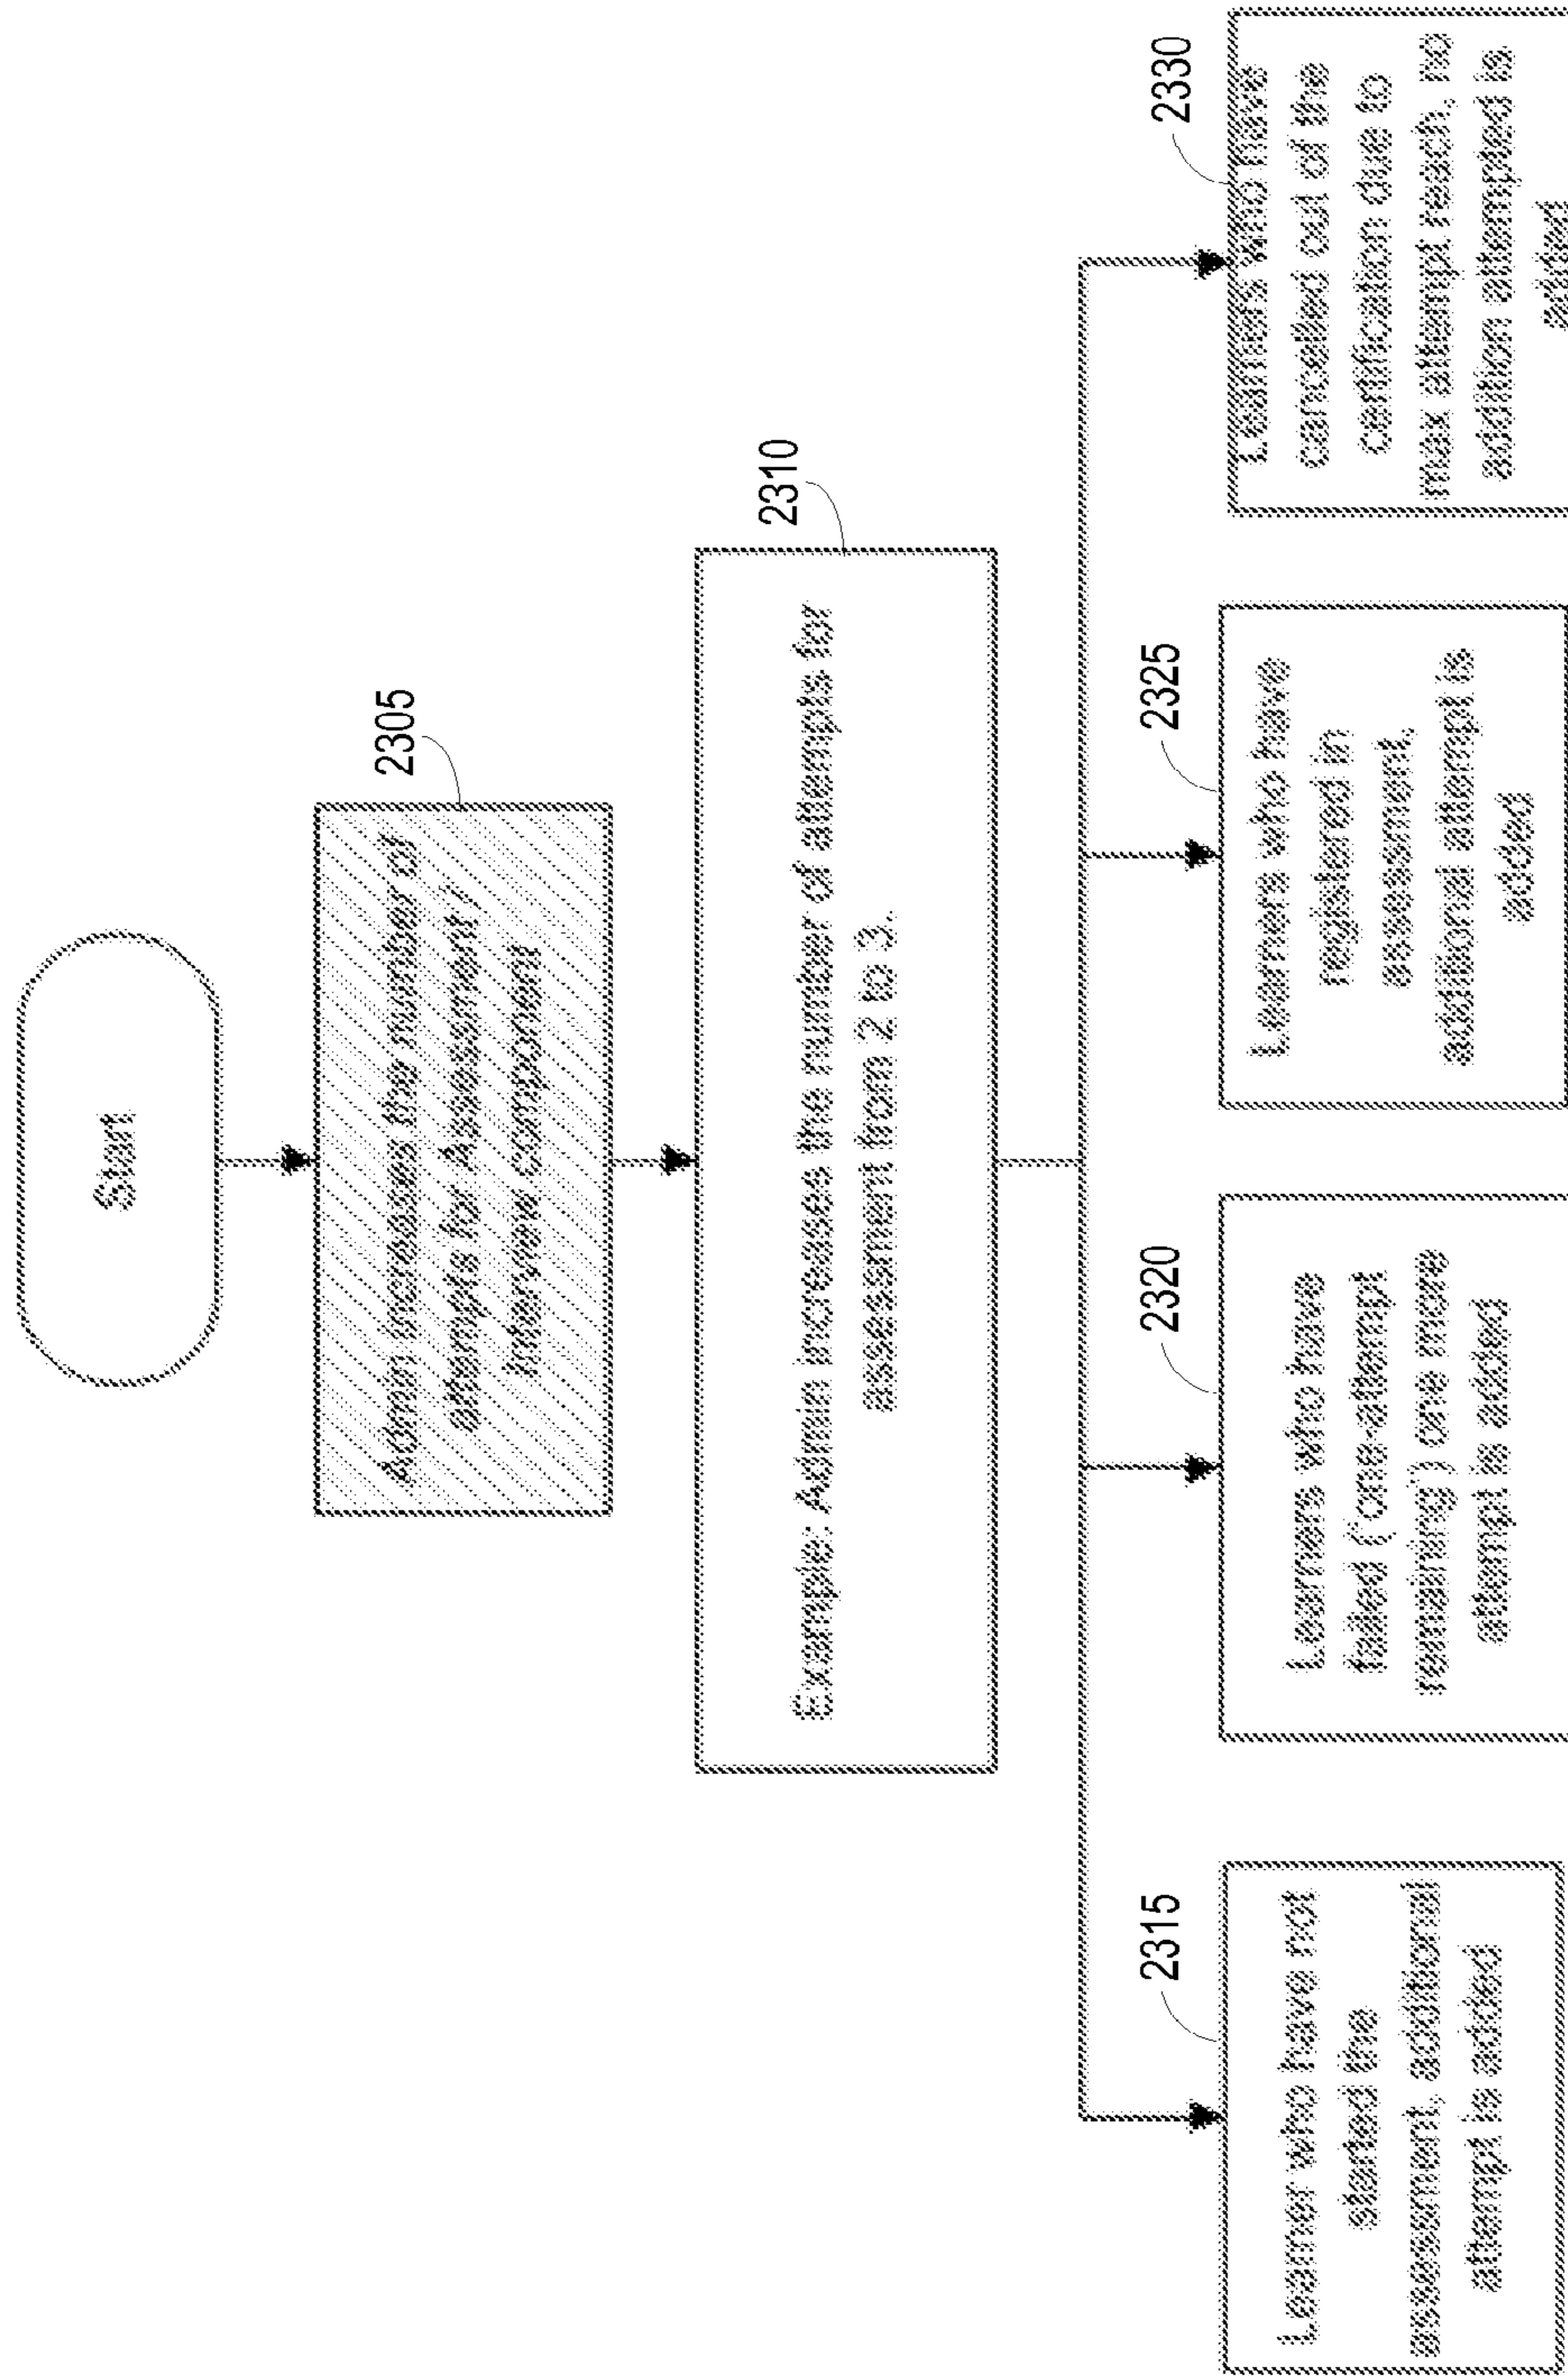 Start
2305
Admin increases the number of
attempts for Assessment /
Interview component
2310
Example: Admin increases the number of attempts for
assessment from 2 to 3.
2315
Learner who have not
started the
assessment, additional
attempt is added
2320
Learners who have
failed ("one-attempt
remaining") one more
attempt is added
2325
Learners who have
registered in
assessment,
additional attempt is
added
2330
Learners who have
cancelled out of the
certification due to
max attempt reach, no
addition attempted is
added